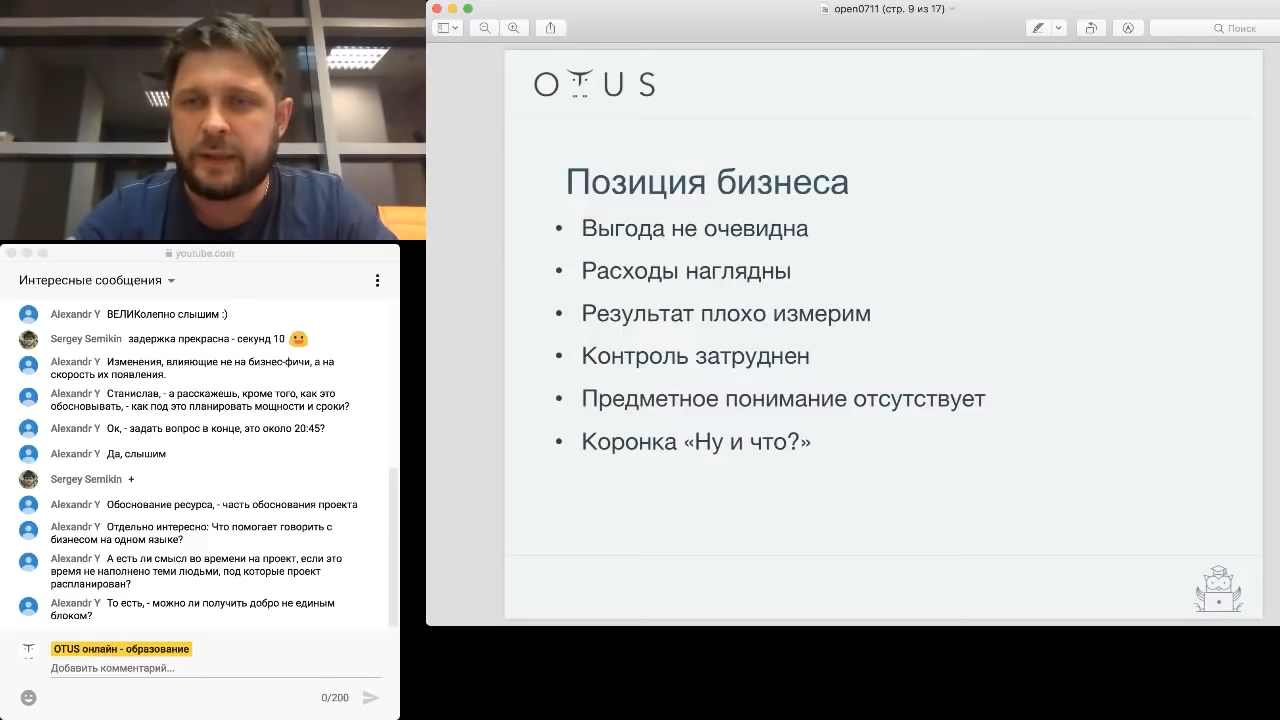 open0711 (стр. 9 из 17)
Поиск
OTUS
Позиция бизнеса
• Выгода не очевидна
• Расходы наглядны
• Результат плохо измерим
• Контроль затруднен
• Предметное понимание отсутствует
• Коронка «Ну и что?»
youtube.com
Интересные сообщения
Alexandr Y ВЕЛИКолепно слышим :)
Sergey Semikin задержка прекрасна - секунд 10
Alexandr Y Изменения, влияющие не на бизнес-фичи, а на
скорость их появления.
Alexandr Y Станислав, - а расскажешь, кроме того, как это
обосновывать, - как под это планировать мощности и сроки?
Alexandr Y Ок, - задать вопрос в конце, это около 20:45?
Alexandr Y Да, слышим
Sergey Semikin +
Alexandr Y Обоснование ресурса, - часть обоснования проекта
Alexandr Y Отдельно интересно: Что помогает говорить с
бизнесом на одном языке?
Alexandr Y А есть ли смысл во времени на проект, если это
время не наполнено теми людьми, под которые проект
распланирован?
Alexandr Y То есть, - можно ли получить добро не единым
блоком?
OTUS онлайн - образование
Добавить комментарий...
0/200